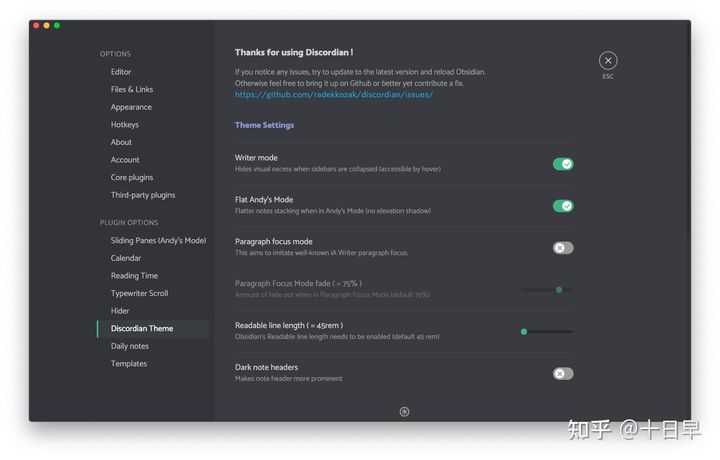 OPTIONS
Editor
Files & Links
Appearance
Hotkeys
About
Account
Core plugins
Third-party plugins
PLUGIN OPTIONS
Sliding Panes (Andy's Mode)
Calendar
Reading Time
Typewriter Scroll
Hider
Discordian Theme
Daily notes
Templates
Thanks for using Discordian !
If you notice any issues, try to update to the latest version and reload Obsidian.
Otherwise feel free to bring it up on Github or better yet contribute a fix.
https://github.com/radekkozak/discordian/issues/
ESC
Theme Settings
Writer mode
Hides visual excess when sidebars are collapsed (accessible by hover)
Flat Andy's Mode
Flatter notes stacking when in Andy's Mode (no elevation shadow)
Paragraph focus mode
This aims to imitate well-known iA Writer paragraph focus.
Paragraph Focus Mode fade ( = 75% )
Amount of fade out when in Paragraph Focus Mode (default 75%)
Readable line length ( = 45rem )
Obsidian's Readable line length needs to be enabled (default 45 rem)
Dark note headers
Makes note header more prominent
知乎 @十日早